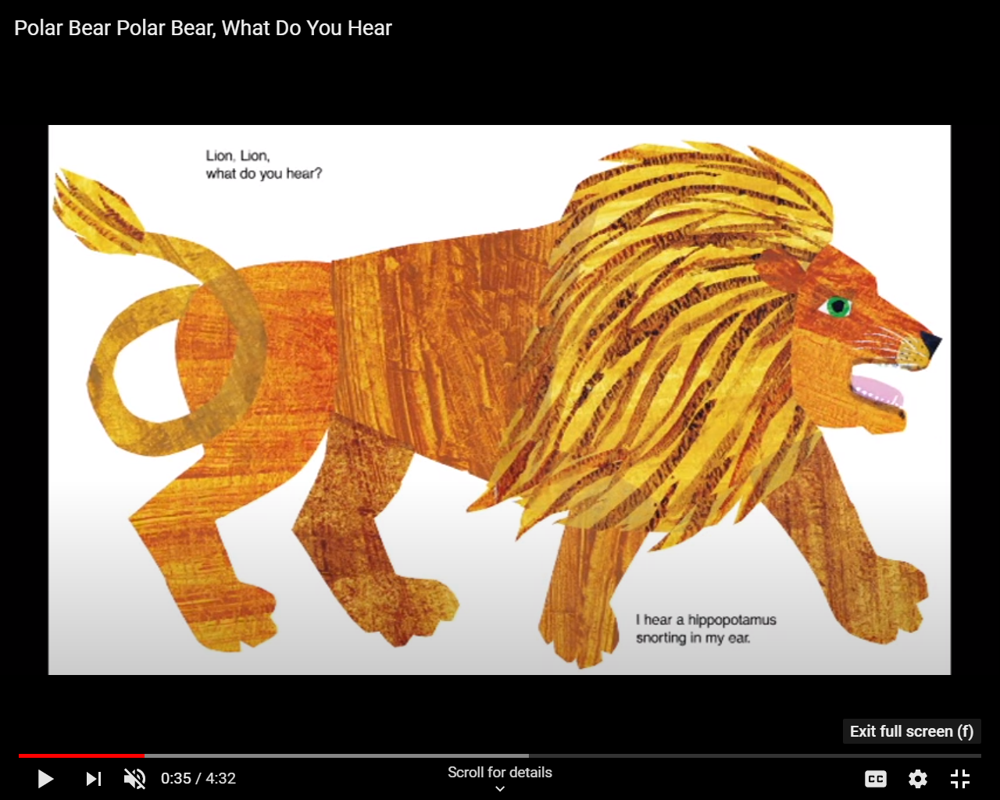 Polar Bear Polar Bear, What Do You Hear
Lion, Lion,
what do you hear?
I hear a hippopotamus
snorting in my ear.
Exit full screen (f)
0:35 / 4:32
Scroll for details
CC